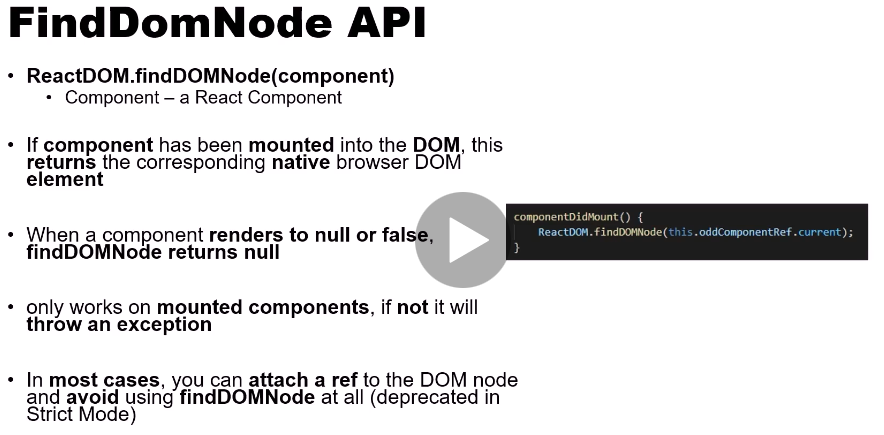 FindDomNode API
• ReactDOM.findDOMNode(component)
• Component – a React Component
• If component has been mounted into the DOM, this
returns the corresponding native browser DOM
element
• When a component renders to null or false,
findDOMNode returns null
componentDidMount() {
ReactDOM.findDOMNode(this.oddComponentRef.current);
}
• only works on mounted components, if not it will
throw an exception
• In most cases, you can attach a ref to the DOM node
and avoid using findDOMNode at all (deprecated in
Strict Mode)